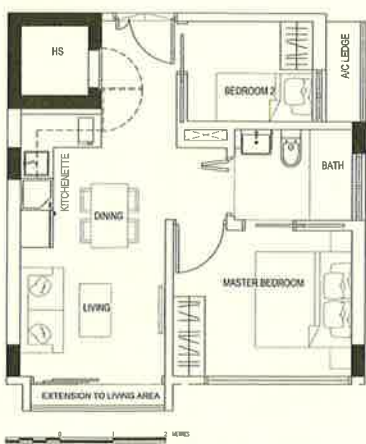 HS
BEDROOM 2
A/C LEDGE
KITCHENETTE
BATH
DINING
MASTER BEDROOM
LIVING
EXTENSION TO LIVING AREA
0 1 2 METRES